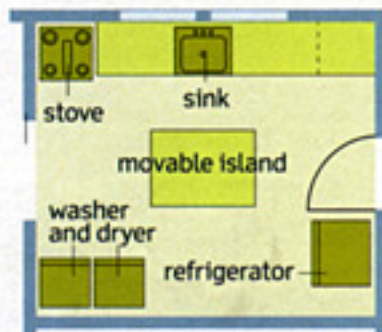 stove
sink
movable island
washer
and dryer
refrigerator